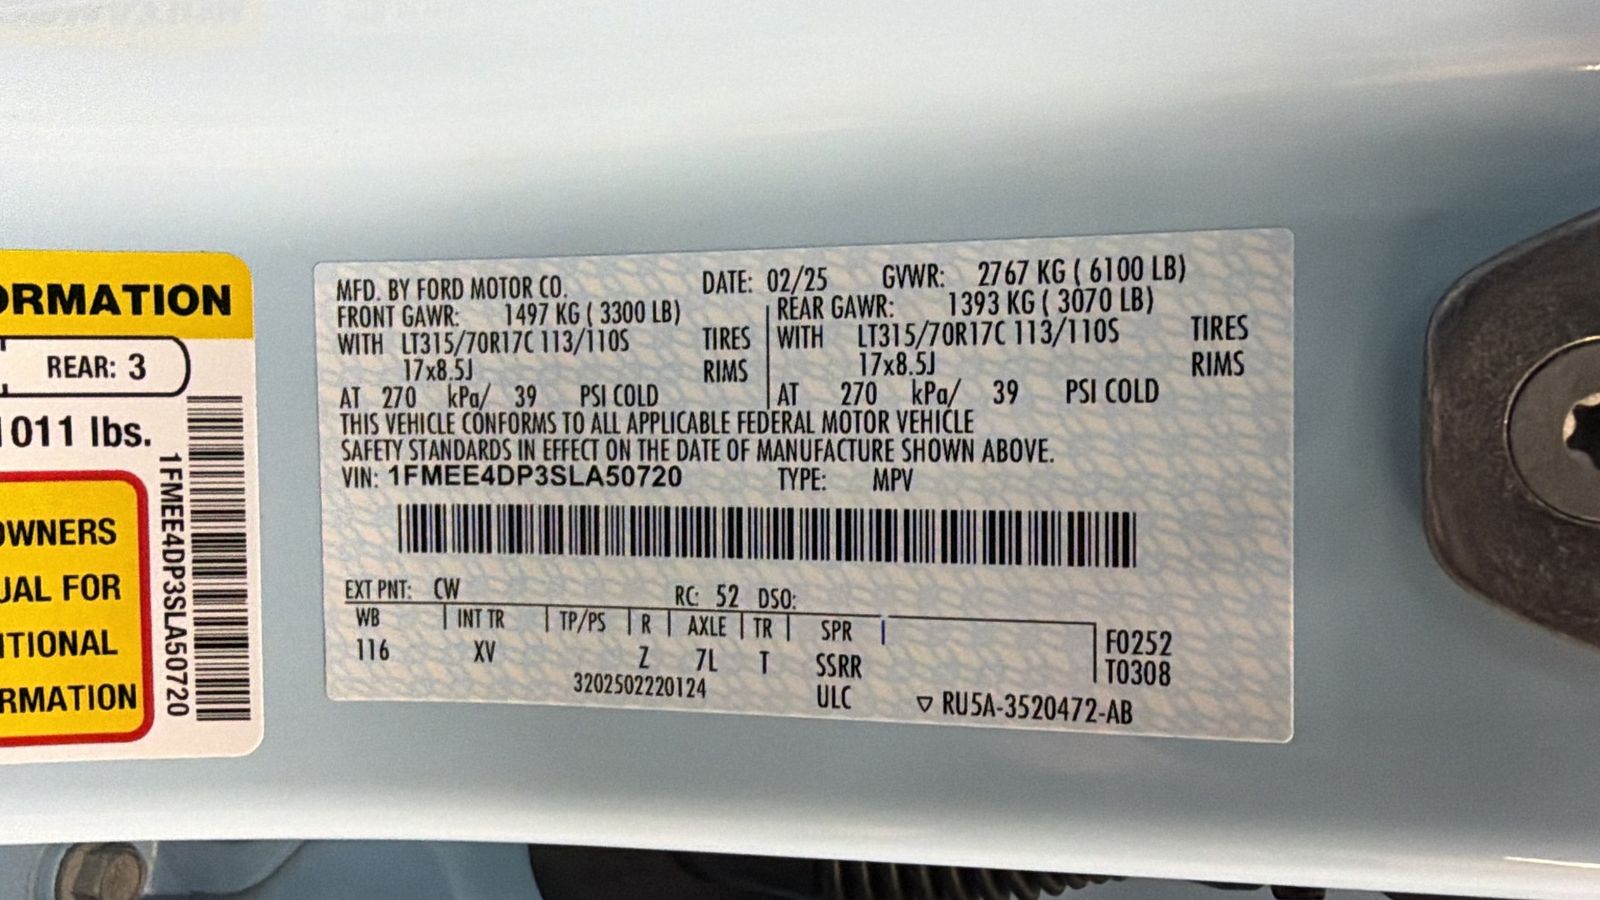 ORMATION
REAR: 3
1011 lbs.
OWNERS
UAL FOR
ITIONAL
RMATION
1FMEE4DP3SLA50720
MFD. BY FORD MOTOR CO. DATE: 02/25 GVWR: 2767 KG ( 6100 LB)
FRONT GAWR: 1497 KG ( 3300 LB) REAR GAWR: 1393 KG ( 3070 LB)
WITH LT315/70R17C 113/110S TIRES WITH LT315/70R17C 113/110S TIRES
17x8.5J RIMS 17x8.5J RIMS
AT 270 kPa/ 39 PSI COLD AT 270 kPa/ 39 PSI COLD
THIS VEHICLE CONFORMS TO ALL APPLICABLE FEDERAL MOTOR VEHICLE
SAFETY STANDARDS IN EFFECT ON THE DATE OF MANUFACTURE SHOWN ABOVE.
VIN: 1FMEE4DP3SLA50720 TYPE: MPV
EXT PNT: CW RC: 52 DSO:
WB INT TR TP/PS R AXLE TR SPR F0252
116 XV Z 7L T SSRR T0308
3202502220124 ULC RU5A-3520472-AB